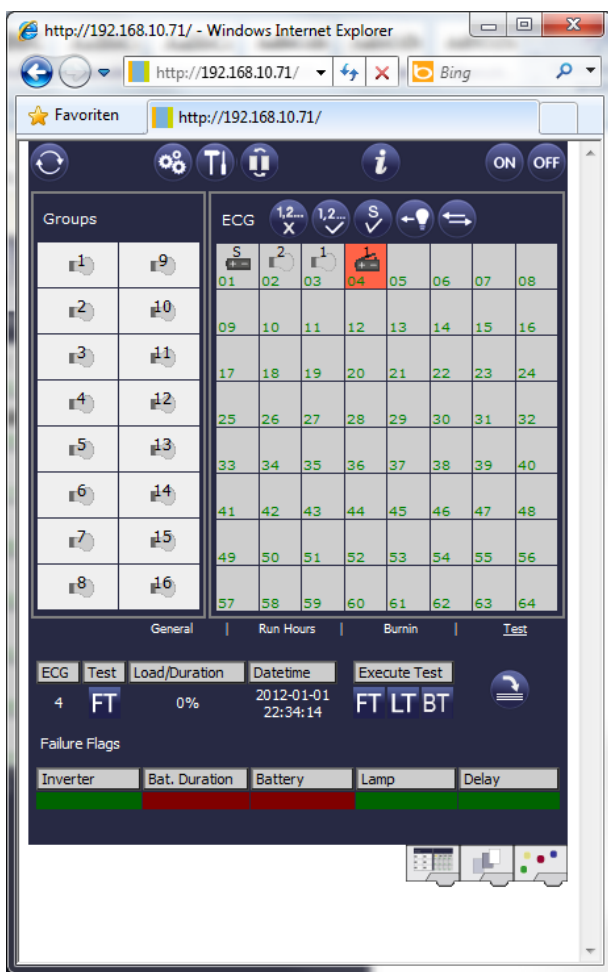 http://192.168.10.71/ - Windows Internet Explorer
http://192.168.10.71/
Bing
Favoriten
http://192.168.10.71/
i
ON OFF
Groups
ECG 1,2... X 1,2... S
1 9
2 10
3 11
4 12
5 13
6 14
7 15
8 16
S 2 1 1
01 02 03 04 05 06 07 08
09 10 11 12 13 14 15 16
17 18 19 20 21 22 23 24
25 26 27 28 29 30 31 32
33 34 35 36 37 38 39 40
41 42 43 44 45 46 47 48
49 50 51 52 53 54 55 56
57 58 59 60 61 62 63 64
General | Run Hours | Burnin | Test
ECG Test Load/Duration Datetime Execute Test
4 FT 0% 2012-01-01 FT LT BT
22:34:14
Failure Flags
Inverter Bat. Duration Battery Lamp Delay